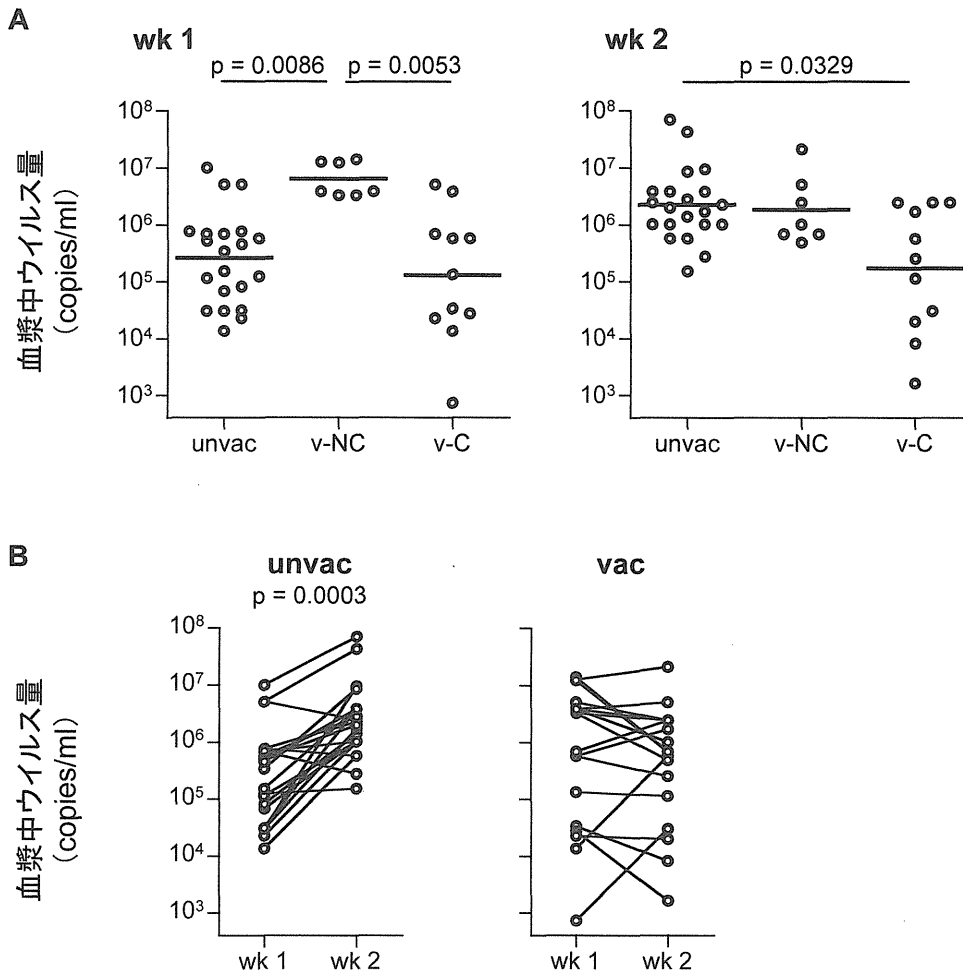 A
wk 1
p = 0.0086
p = 0.0053
血漿中ウイルス量
(copies/ml)
10⁸
10⁷
10⁶
10⁵
10⁴
10³
unvac
v-NC
v-C
wk 2
p = 0.0329
10⁸
10⁷
10⁶
10⁵
10⁴
10³
unvac
v-NC
v-C
B
unvac
p = 0.0003
血漿中ウイルス量
(copies/ml)
10⁸
10⁷
10⁶
10⁵
10⁴
10³
wk 1
wk 2
vac
wk 1
wk 2